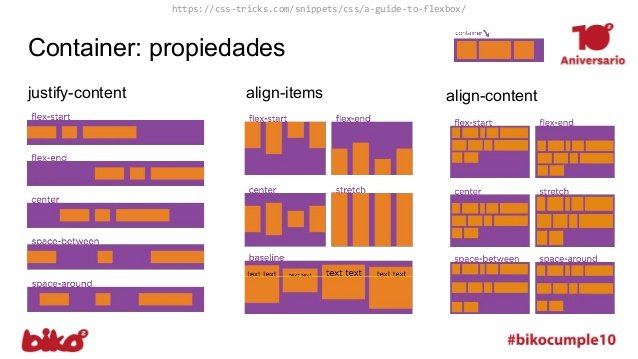 https://css-tricks.com/snippets/css/a-guide-to-flexbox/
Container: propiedades
container
10º
Aniversario
justify-content
flex-start
flex-end
center
space-between
space-around
align-items
flex-start flex-end
center stretch
baseline
text text text text text text text text
align-content
flex-start flex-end
center stretch
space-between space-around
biko2
#bikocumple10